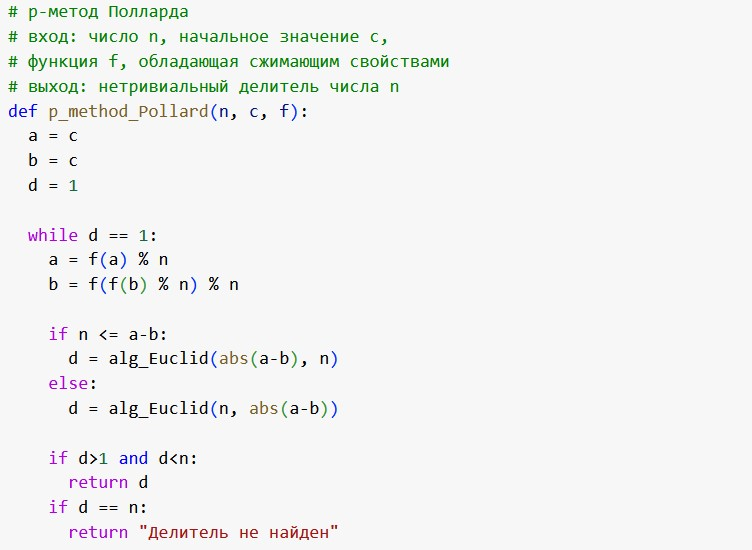 # p-метод Полларда
# вход: число n, начальное значение c,
# функция f, обладающая сжимающим свойствами
# выход: нетривиальный делитель числа n
def p_method_Pollard(n, c, f):
  a = c
  b = c
  d = 1

  while d == 1:
    a = f(a) % n
    b = f(f(b) % n) % n

    if n <= a-b:
      d = alg_Euclid(abs(a-b), n)
    else:
      d = alg_Euclid(n, abs(a-b))

    if d>1 and d<n:
      return d
    if d == n:
      return "Делитель не найден"